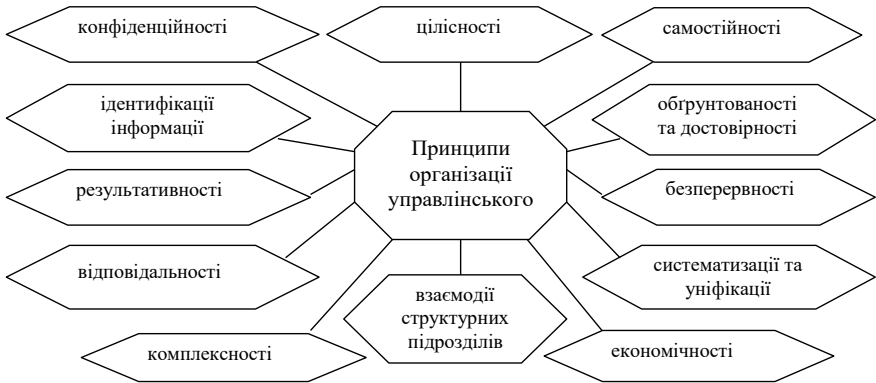 конфіденційності
цілісності
самостійності
ідентифікації
інформації
обґрунтованості
та достовірності
Принципи
організації
управлінського
результативності
безперервності
відповідальності
систематизації та
уніфікації
взаємодії
структурних
підрозділів
комплексності
економічності